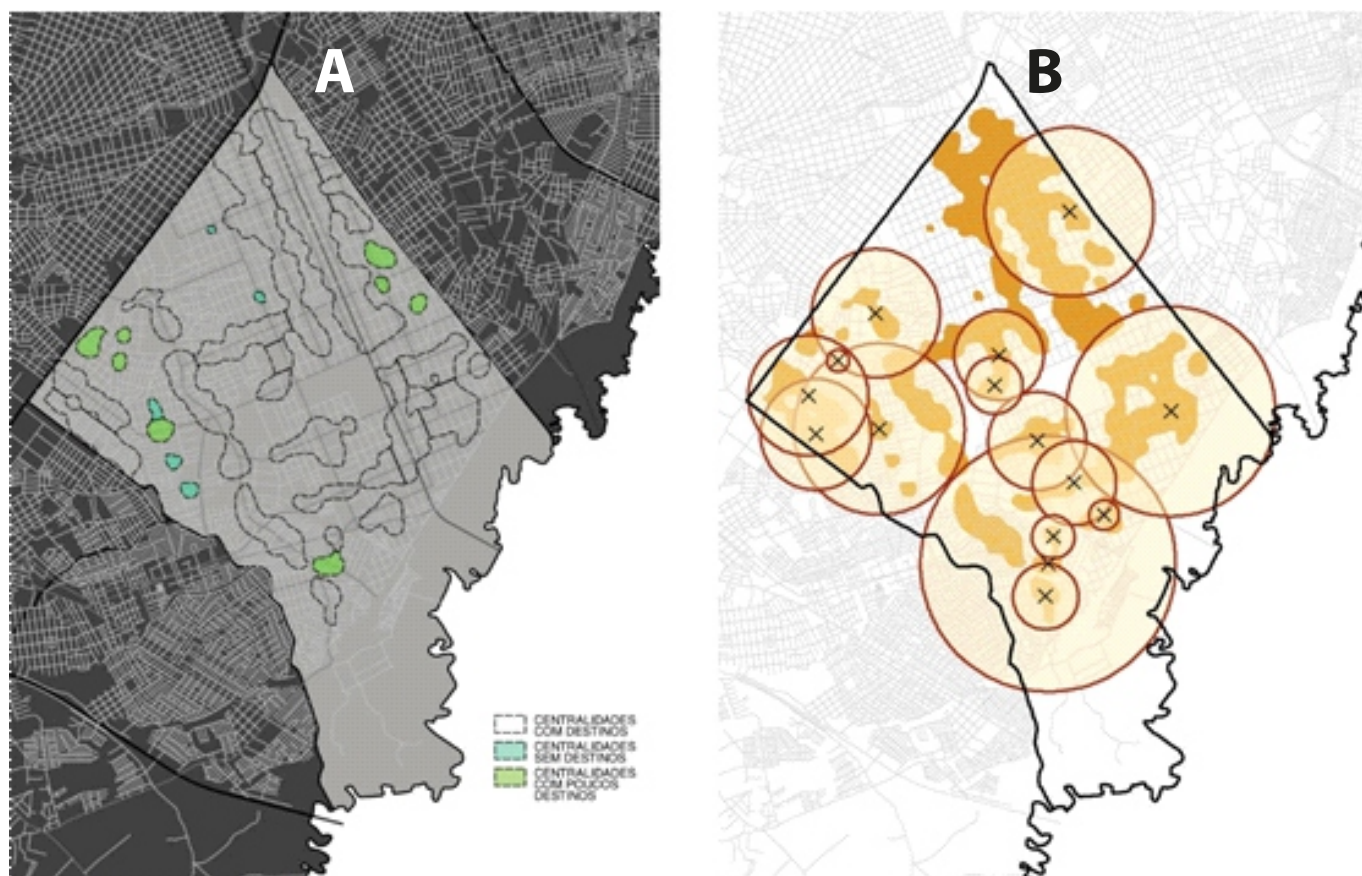 A
B
CENTRALIDADES
COM DESTINOS
CENTRALIDADES
SEM DESTINOS
CENTRALIDADES
COM POUCOS
DESTINOS